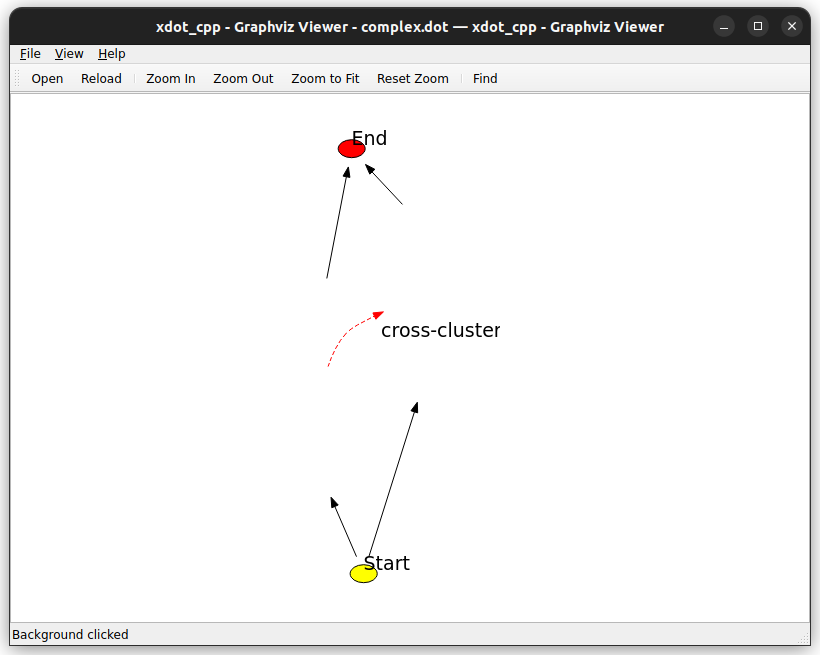 xdot_cpp - Graphviz Viewer - complex.dot — xdot_cpp - Graphviz Viewer
File View Help
Open Reload Zoom In Zoom Out Zoom to Fit Reset Zoom Find
End
cross-cluster
Start
Background clicked